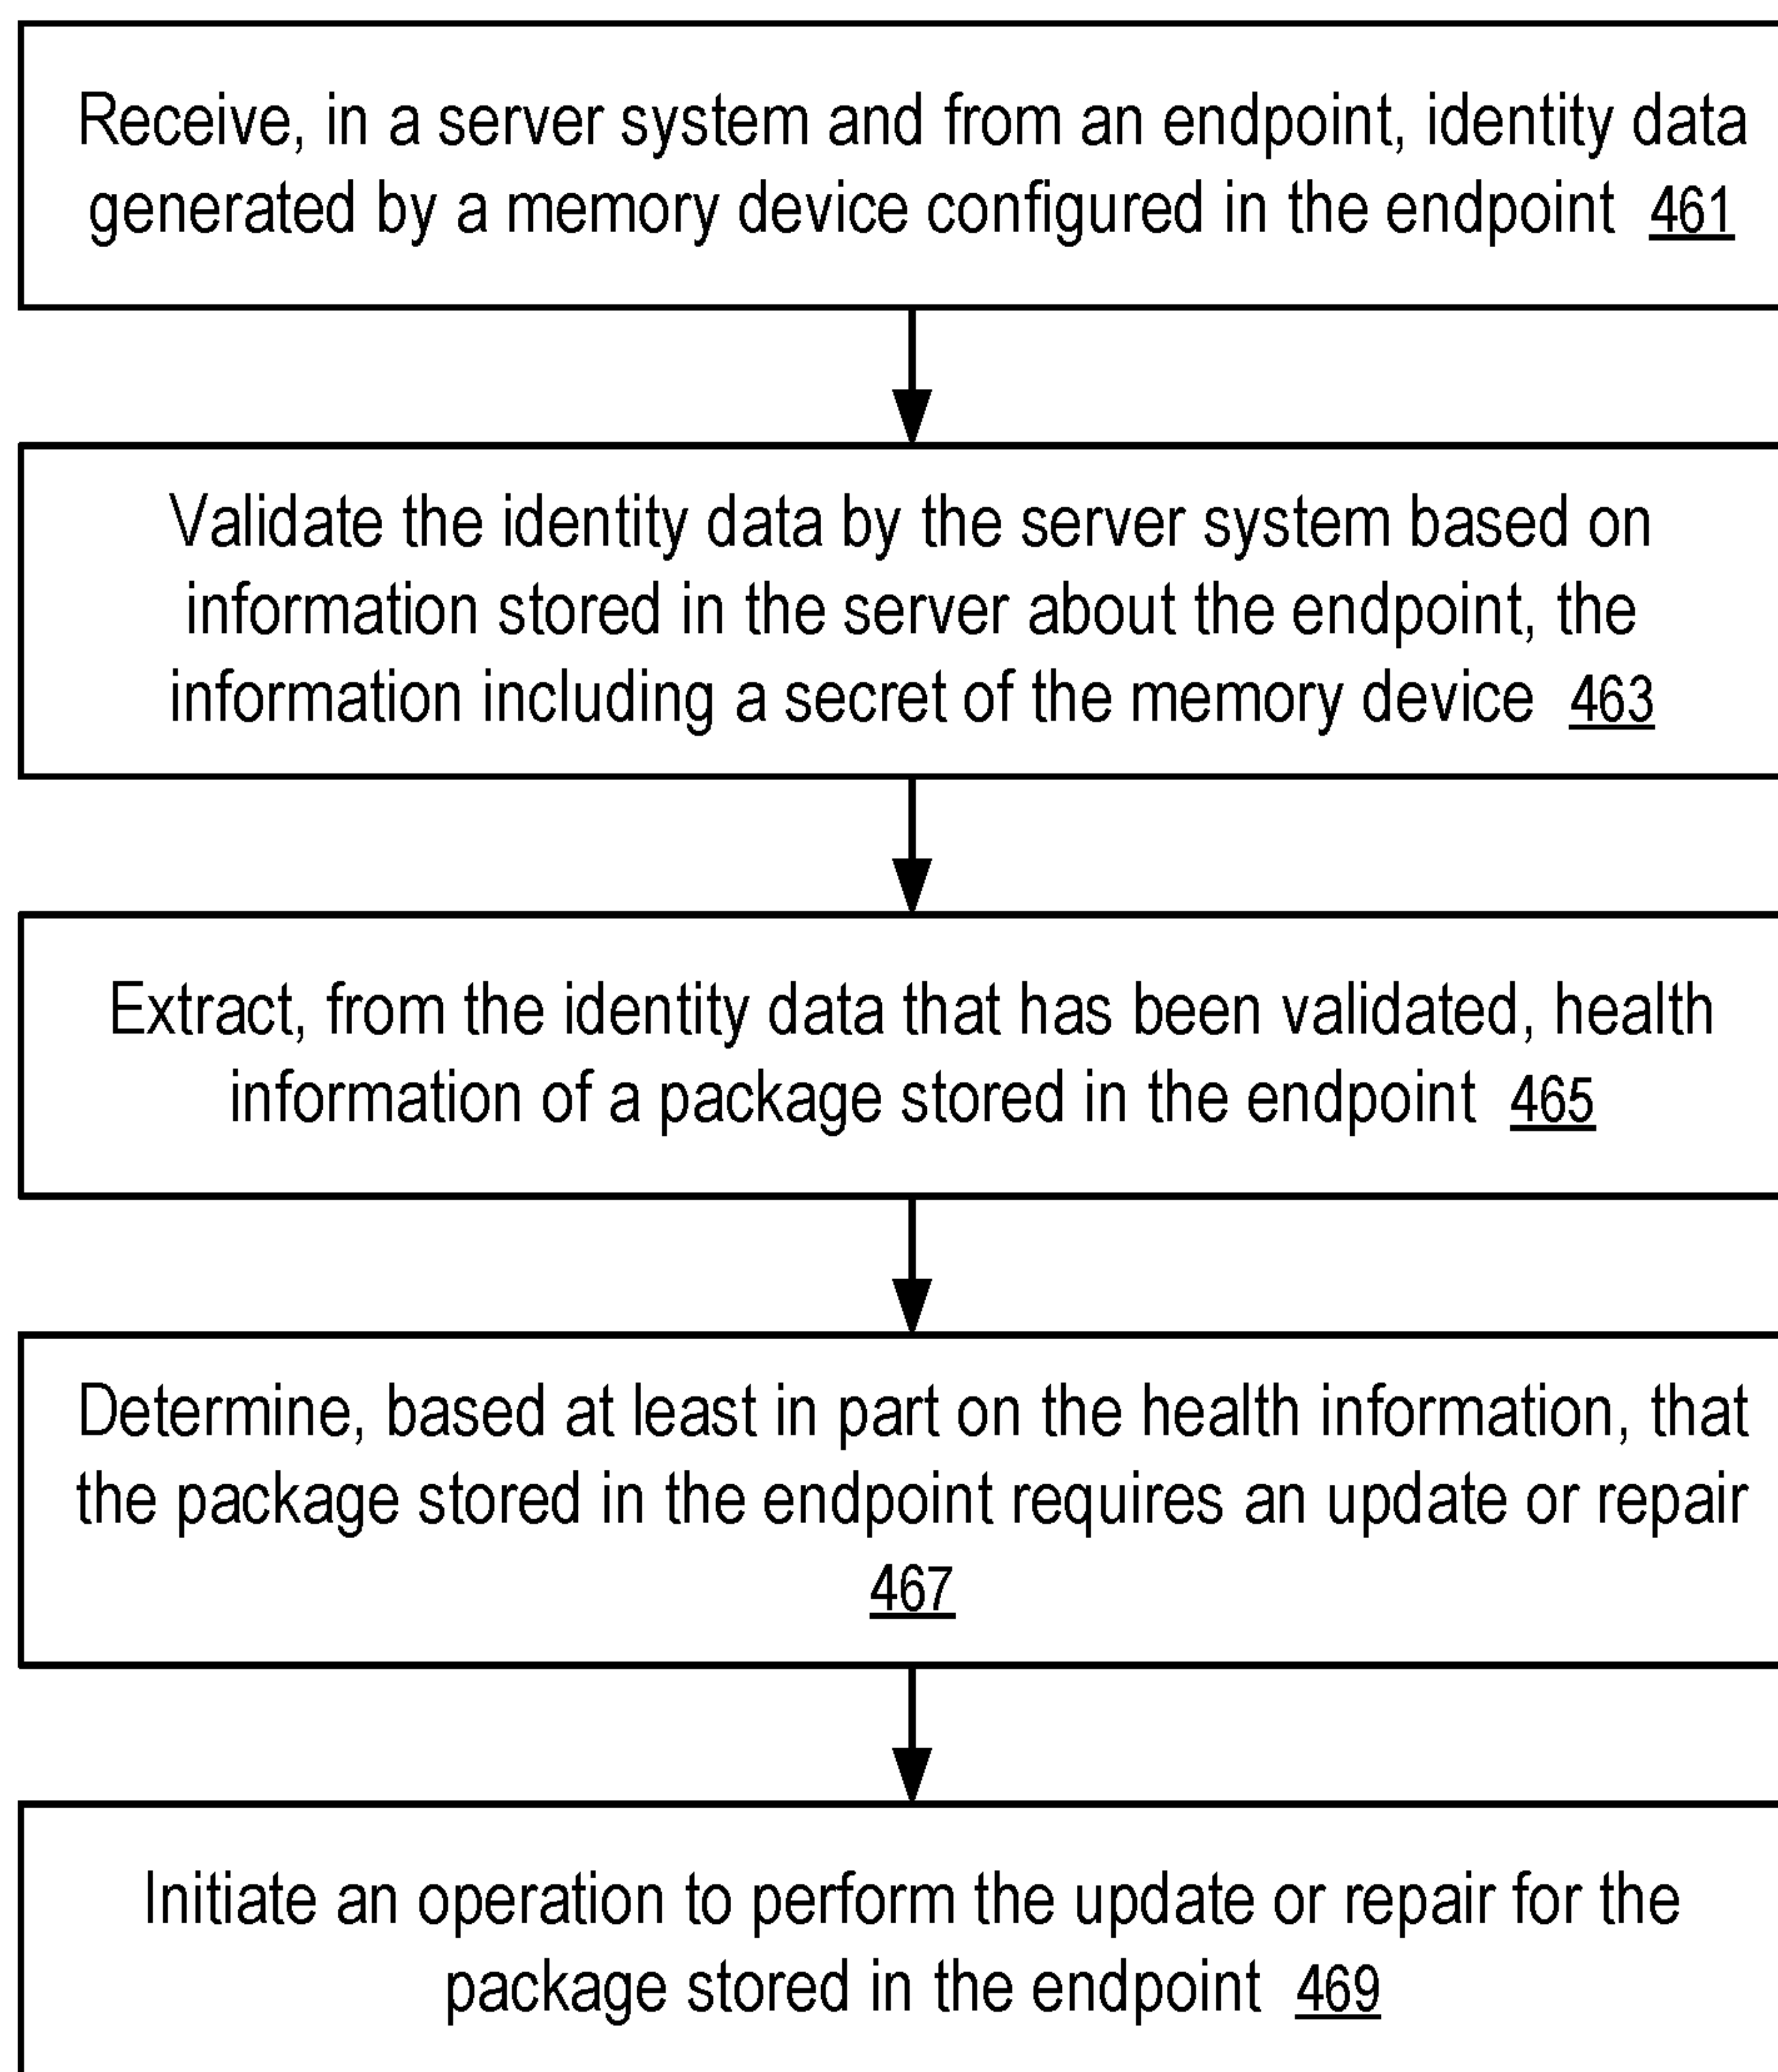 Receive, in a server system and from an endpoint, identity data
generated by a memory device configured in the endpoint 461
Validate the identity data by the server system based on
information stored in the server about the endpoint, the
information including a secret of the memory device 463
Extract, from the identity data that has been validated, health
information of a package stored in the endpoint 465
Determine, based at least in part on the health information, that
the package stored in the endpoint requires an update or repair
467
Initiate an operation to perform the update or repair for the
package stored in the endpoint 469